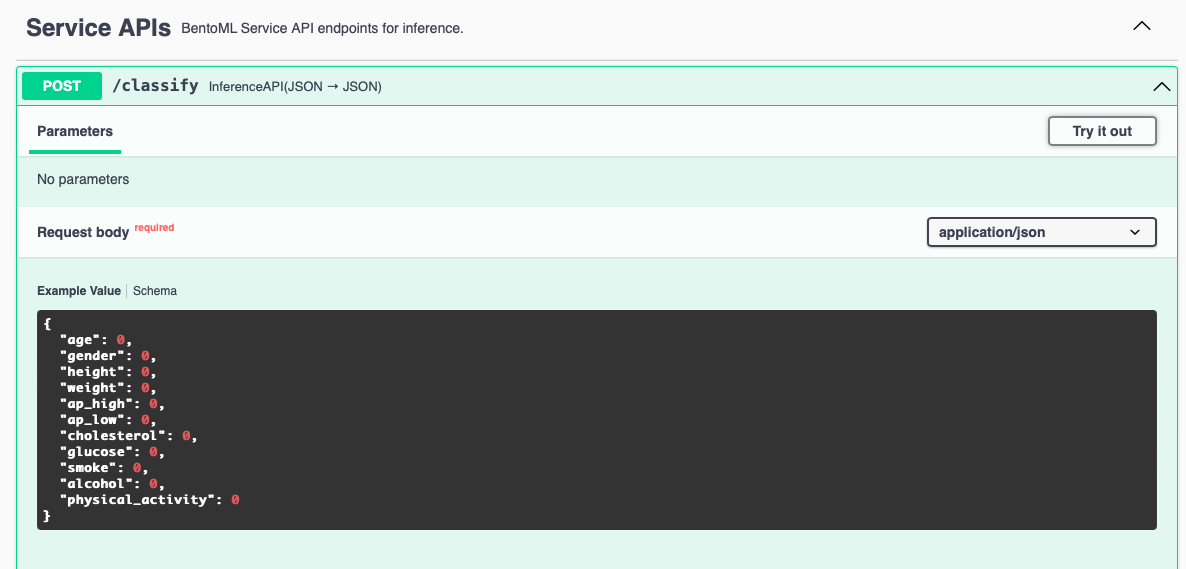 Service APIs BentoML Service API endpoints for inference.
POST /classify InferenceAPI(JSON → JSON)
Parameters Try it out
No parameters
Request body required application/json
Example Value Schema
{
  "age": 0,
  "gender": 0,
  "height": 0,
  "weight": 0,
  "ap_high": 0,
  "ap_low": 0,
  "cholesterol": 0,
  "glucose": 0,
  "smoke": 0,
  "alcohol": 0,
  "physical_activity": 0
}